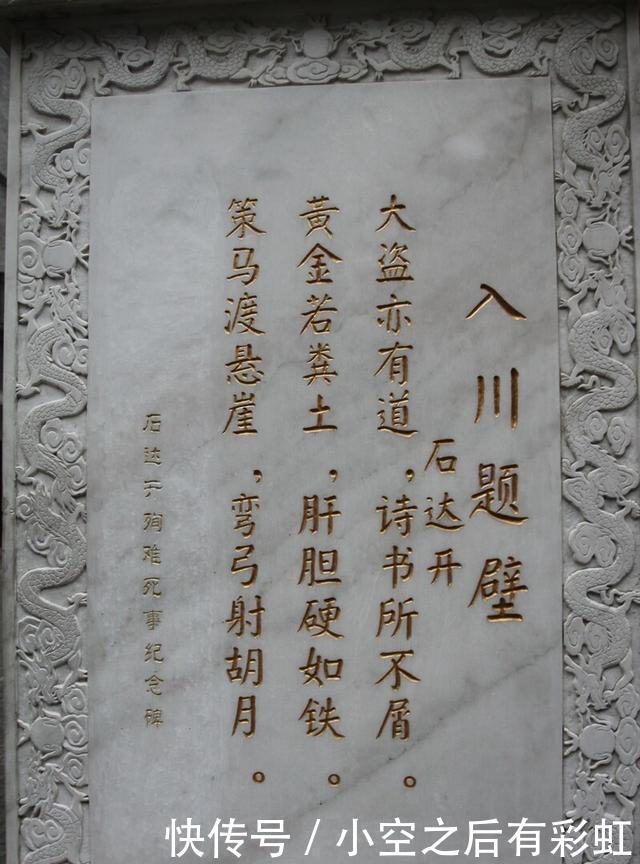 入川题壁
石达开
大盗亦有道，诗书所不屑。
黄金若粪土，肝胆硬如铁。
策马渡悬崖，弯弓射胡月。
石达开殉难死事纪念碑
快传号/小空之后有彩虹